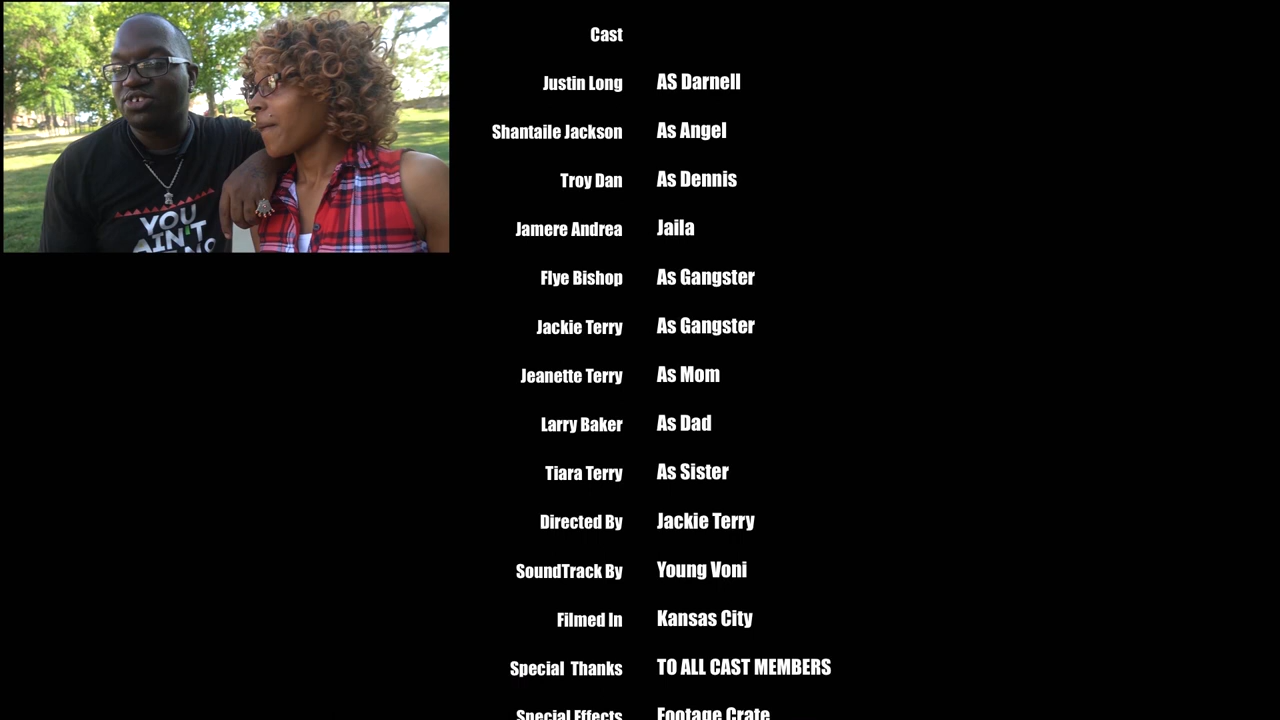 YOU
AIN'T
Cast
Justin Long AS Darnell
Shantaile Jackson As Angel
Troy Dan As Dennis
Jamere Andrea Jaila
Flye Bishop As Gangster
Jackie Terry As Gangster
Jeanette Terry As Mom
Larry Baker As Dad
Tiara Terry As Sister
Directed By Jackie Terry
SoundTrack By Young Voni
Filmed In Kansas City
Special Thanks TO ALL CAST MEMBERS
Special Effects Footage Crate